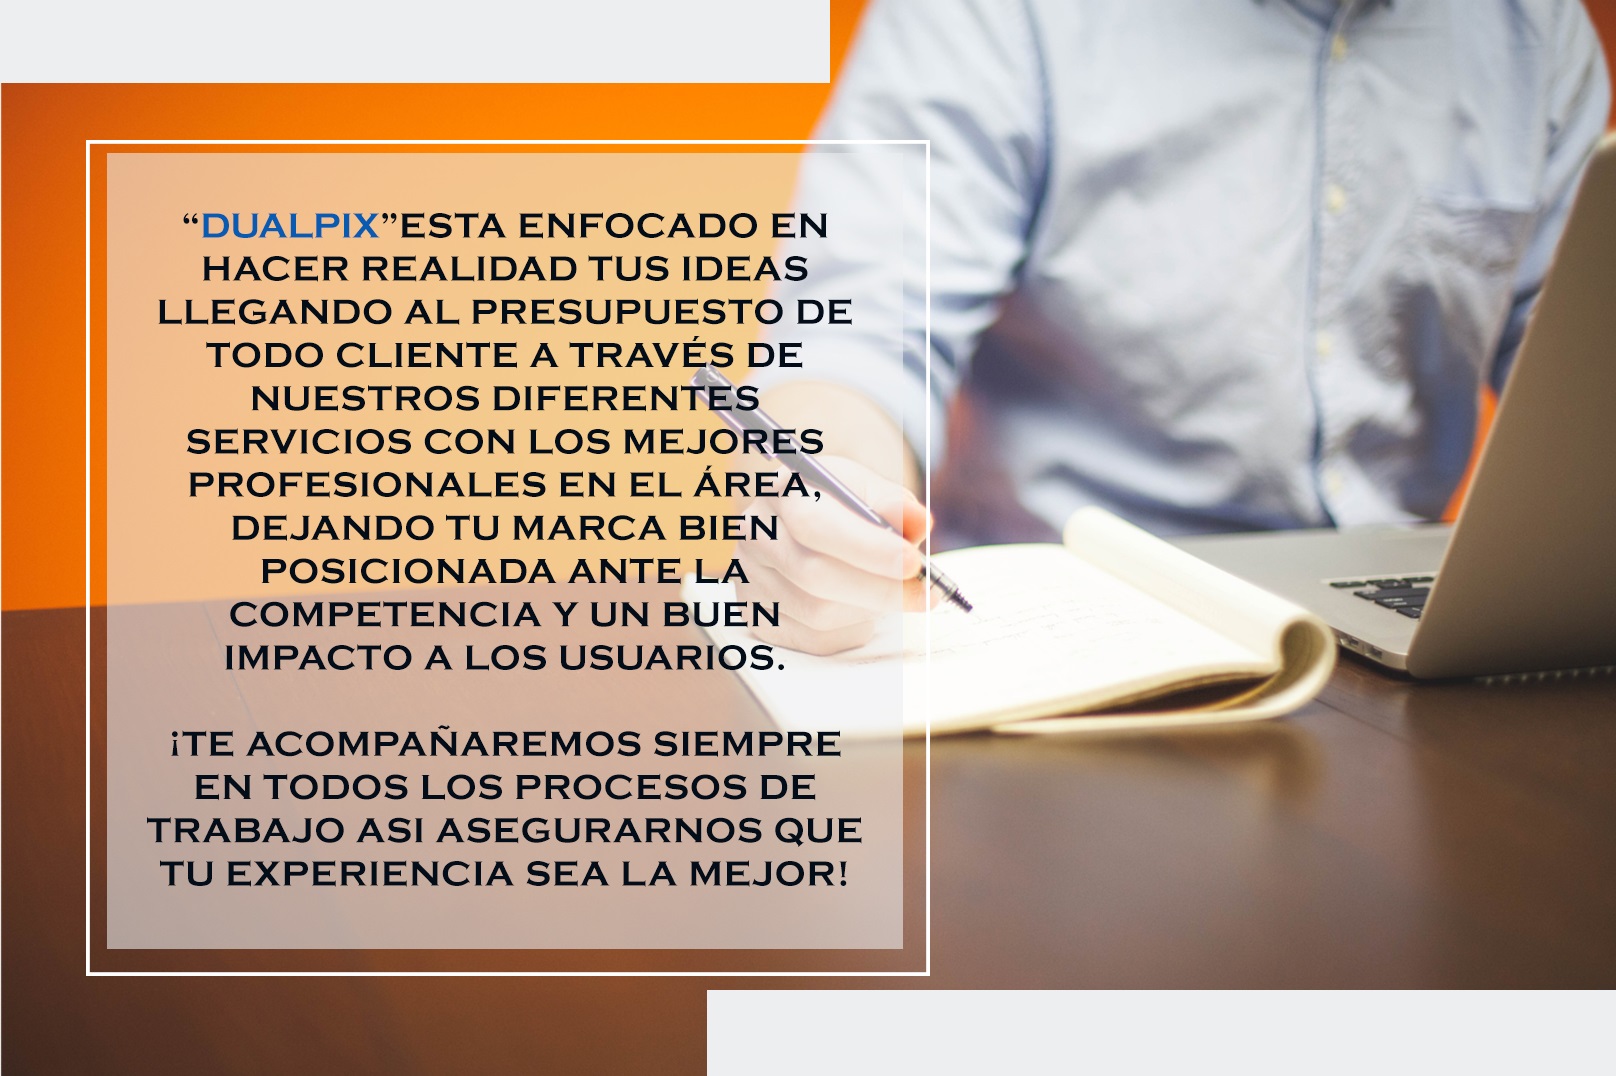 “DUALPIX”ESTA ENFOCADO EN
HACER REALIDAD TUS IDEAS
LLEGANDO AL PRESUPUESTO DE
TODO CLIENTE A TRAVÉS DE
NUESTROS DIFERENTES
SERVICIOS CON LOS MEJORES
PROFESIONALES EN EL ÁREA,
DEJANDO TU MARCA BIEN
POSICIONADA ANTE LA
COMPETENCIA Y UN BUEN
IMPACTO A LOS USUARIOS.
¡TE ACOMPAÑAREMOS SIEMPRE
EN TODOS LOS PROCESOS DE
TRABAJO ASI ASEGURARNOS QUE
TU EXPERIENCIA SEA LA MEJOR!